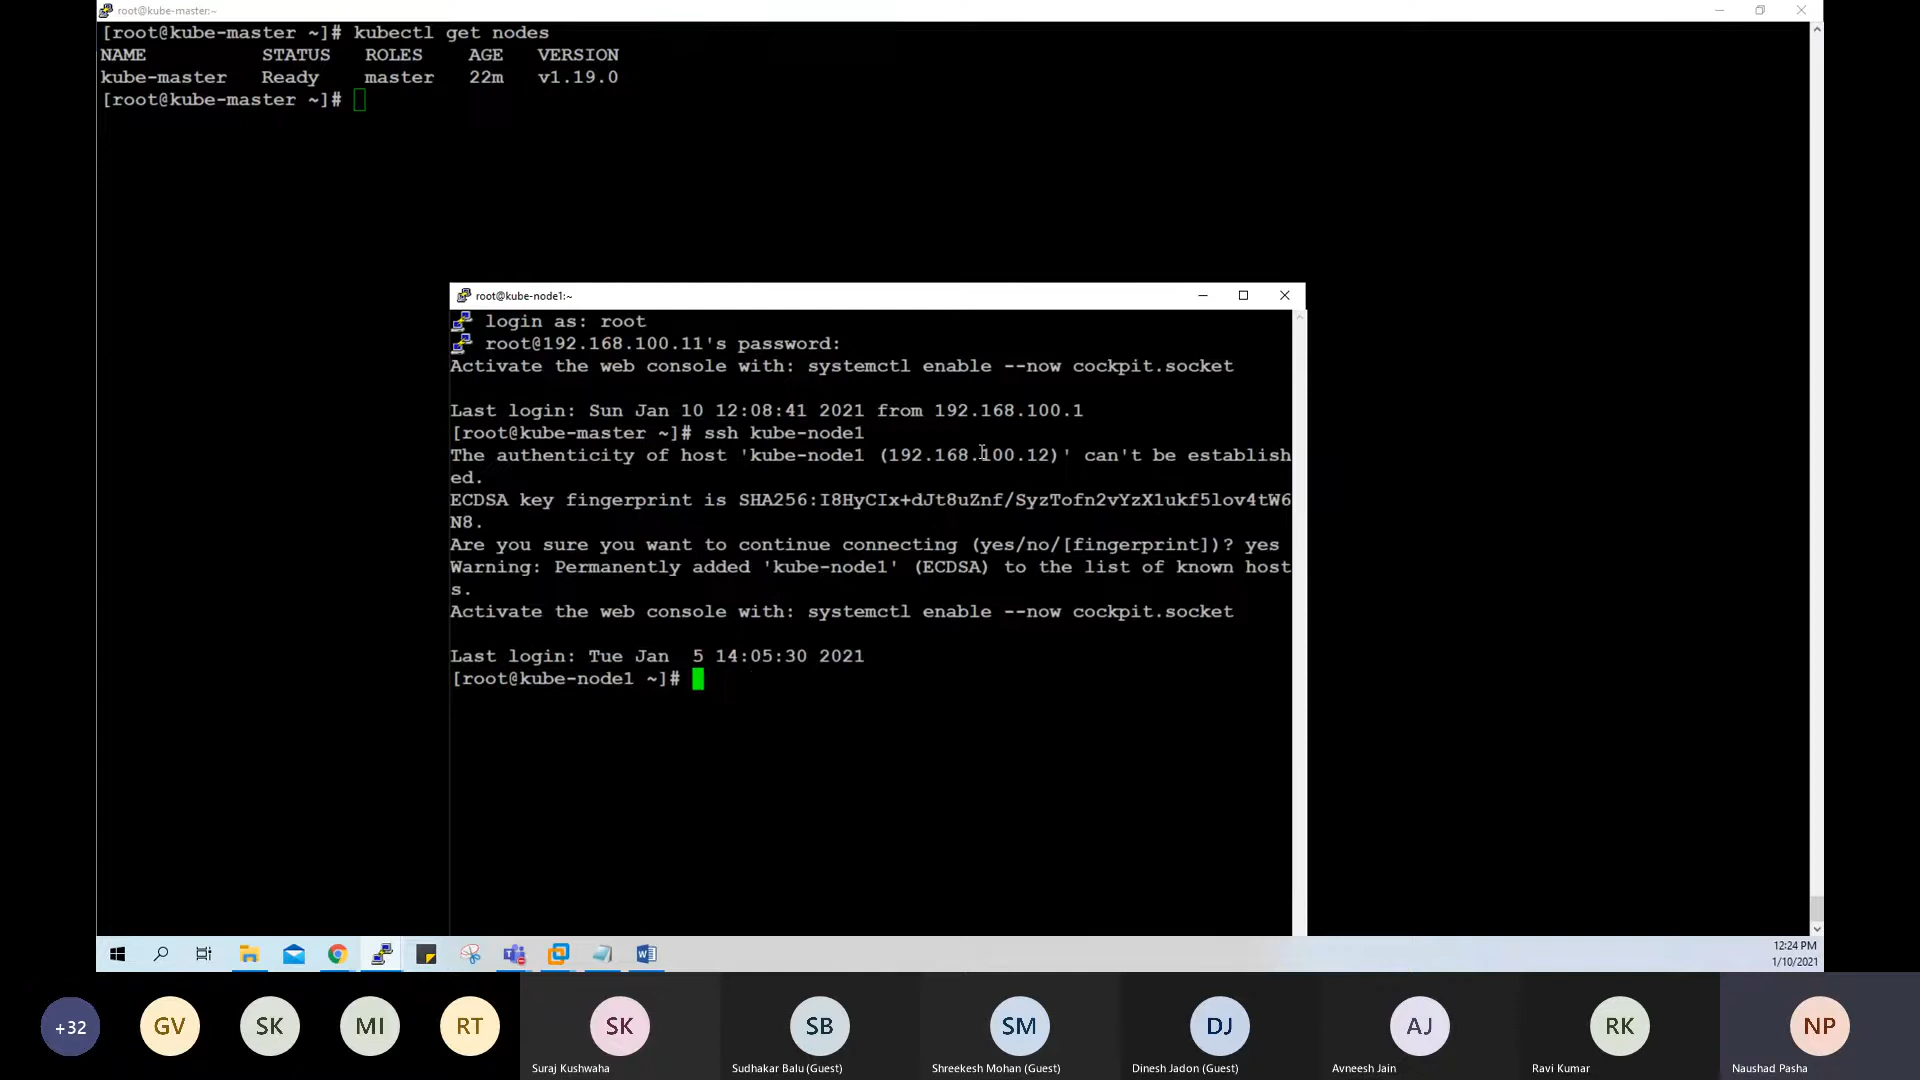 root@kube-master:~
[root@kube-master ~]# kubectl get nodes
NAME STATUS ROLES AGE VERSION
kube-master Ready master 22m v1.19.0
[root@kube-master ~]#
root@kube-node1:~
login as: root
root@192.168.100.11's password:
Activate the web console with: systemctl enable --now cockpit.socket
Last login: Sun Jan 10 12:08:41 2021 from 192.168.100.1
[root@kube-master ~]# ssh kube-node1
The authenticity of host 'kube-node1 (192.168.100.12)' can't be establish
ed.
ECDSA key fingerprint is SHA256:I8HyCIx+dJt8uZnf/SyzTofn2vYzX1ukf5lov4tW6
N8.
Are you sure you want to continue connecting (yes/no/[fingerprint])? yes
Warning: Permanently added 'kube-node1' (ECDSA) to the list of known host
s.
Activate the web console with: systemctl enable --now cockpit.socket
Last login: Tue Jan  5 14:05:30 2021
[root@kube-node1 ~]#
12:24 PM
1/10/2021
+32 GV SK MI RT SK SB SM DJ AJ RK NP
Suraj Kushwaha Sudhakar Balu (Guest) Shreekesh Mohan (Guest) Dinesh Jadon (Guest) Avneesh Jain Ravi Kumar Naushad Pasha